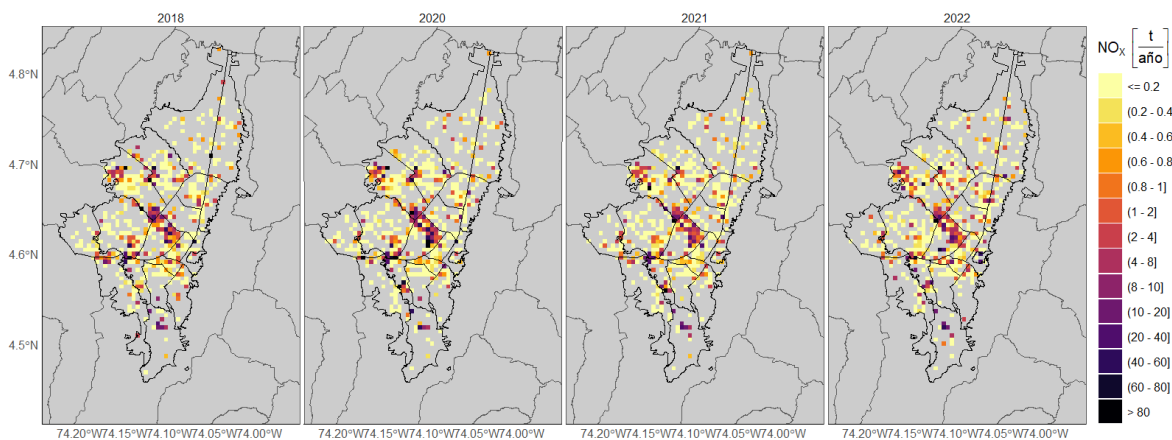 2018
2020
2021
2022
4.8°N
4.7°N
4.6°N
4.5°N
74.20°W74.15°W74.10°W74.05°W74.00°W
74.20°W74.15°W74.10°W74.05°W74.00°W
74.20°W74.15°W74.10°W74.05°W74.00°W
74.20°W74.15°W74.10°W74.05°W74.00°W
NOX [t/año]
<= 0.2
(0.2 - 0.4
(0.4 - 0.6
(0.6 - 0.8
(0.8 - 1]
(1 - 2]
(2 - 4]
(4 - 8]
(8 - 10]
(10 - 20]
(20 - 40]
(40 - 60]
(60 - 80]
> 80